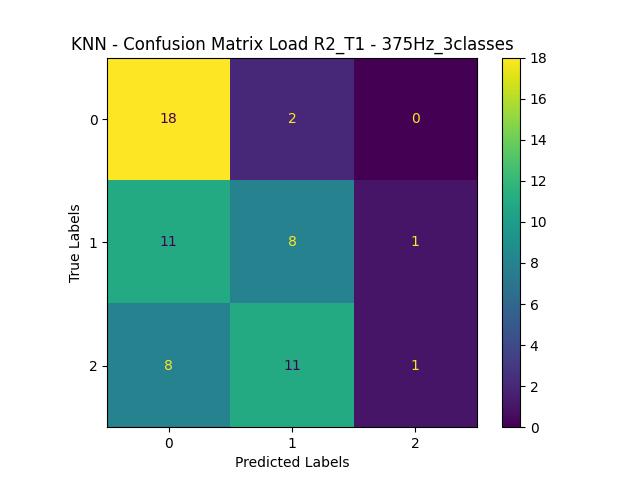 KNN - Confusion Matrix Load R2_T1 - 375Hz_3classes
True Labels
0 18 2 0
1 11 8 1
2 8 11 1
0 1 2
Predicted Labels
18
16
14
12
10
8
6
4
2
0